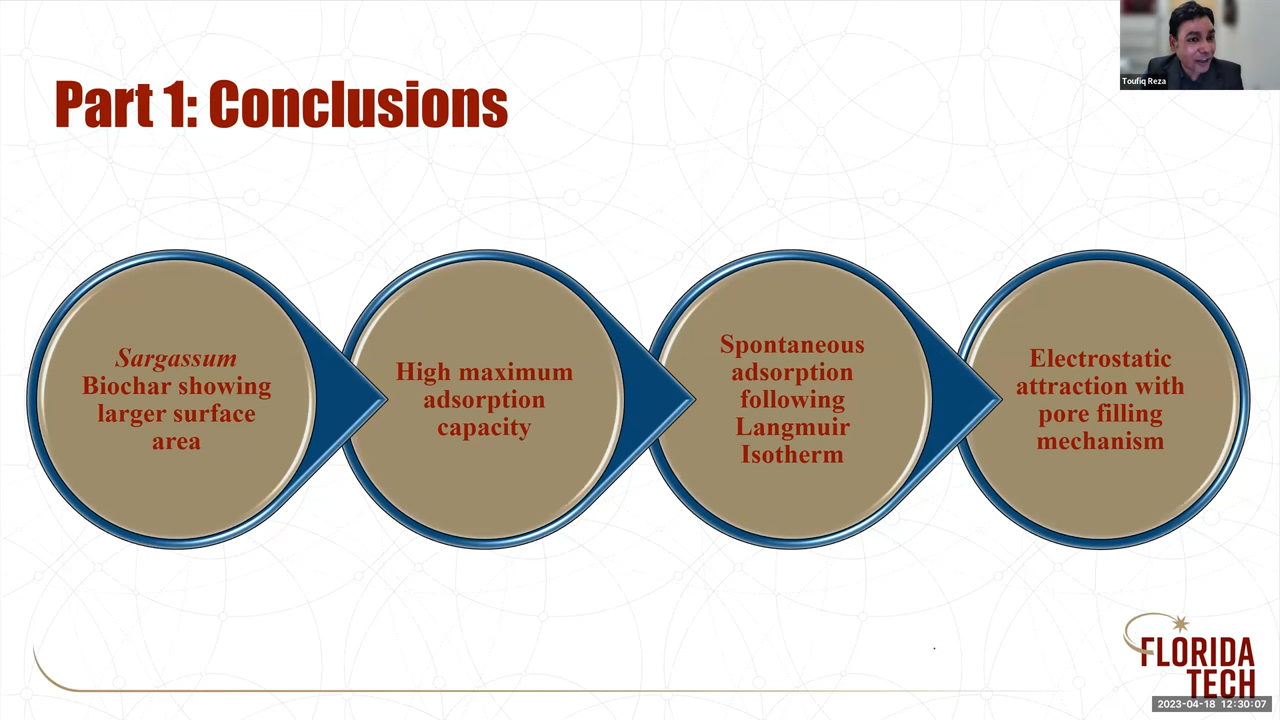 Toufiq Reza
Part 1: Conclusions
Sargassum
Biochar showing
larger surface
area
High maximum
adsorption
capacity
Spontaneous
adsorption
following
Langmuir
Isotherm
Electrostatic
attraction with
pore filling
mechanism
FLORIDA
TECH
2023-04-18 12:30:07